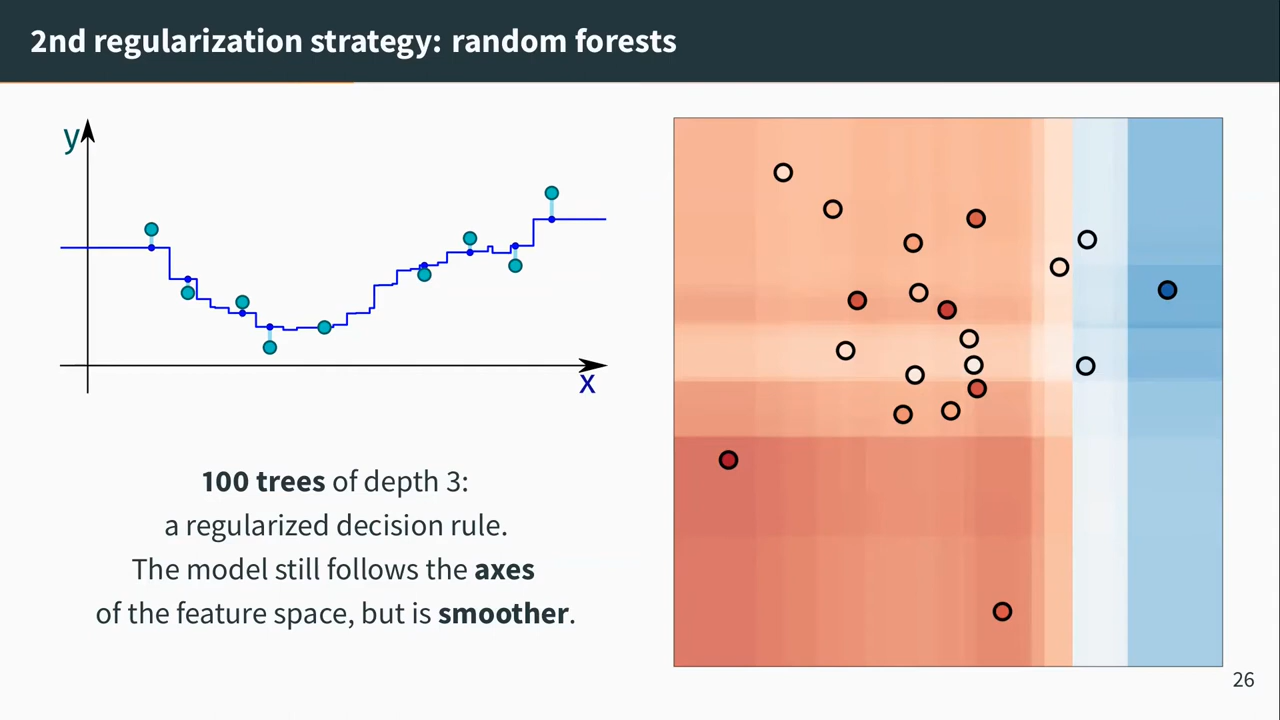 2nd regularization strategy: random forests
y
x
100 trees of depth 3:
a regularized decision rule.
The model still follows the axes
of the feature space, but is smoother.
26